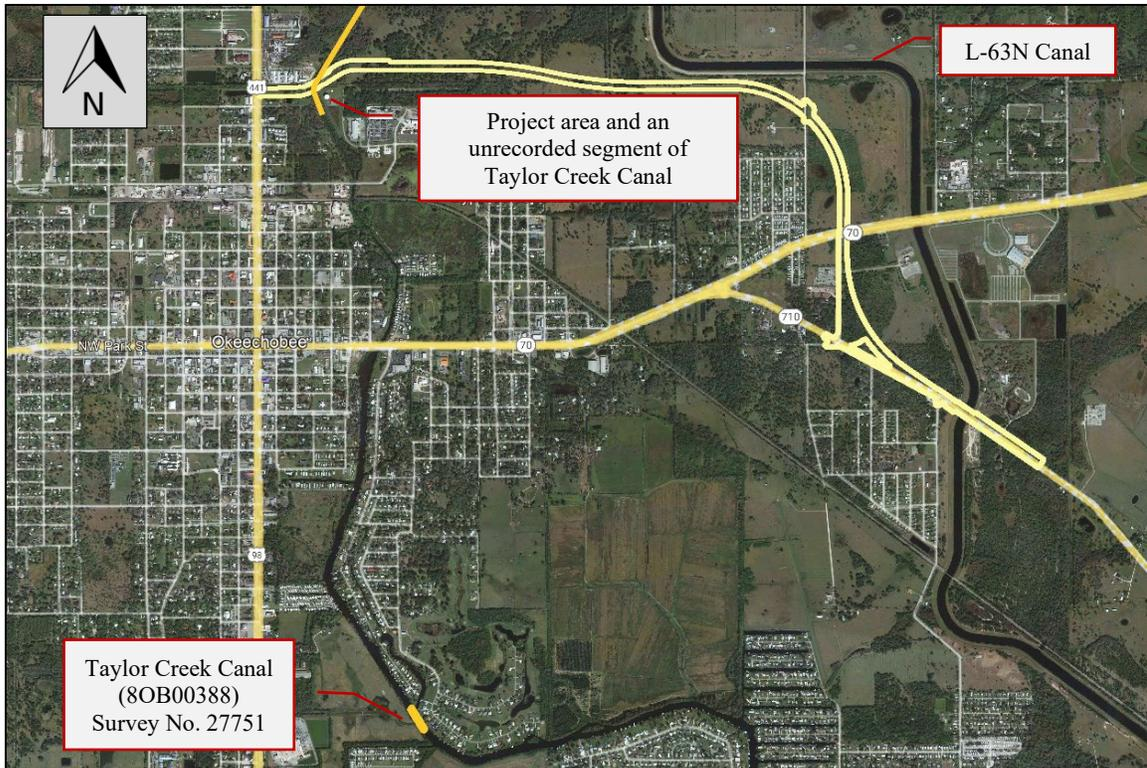 N
L-63N Canal
441
Project area and an
unrecorded segment of
Taylor Creek Canal
70
710
NW Park St
Okeechobee
70
98
Taylor Creek Canal
(8OB00388)
Survey No. 27751